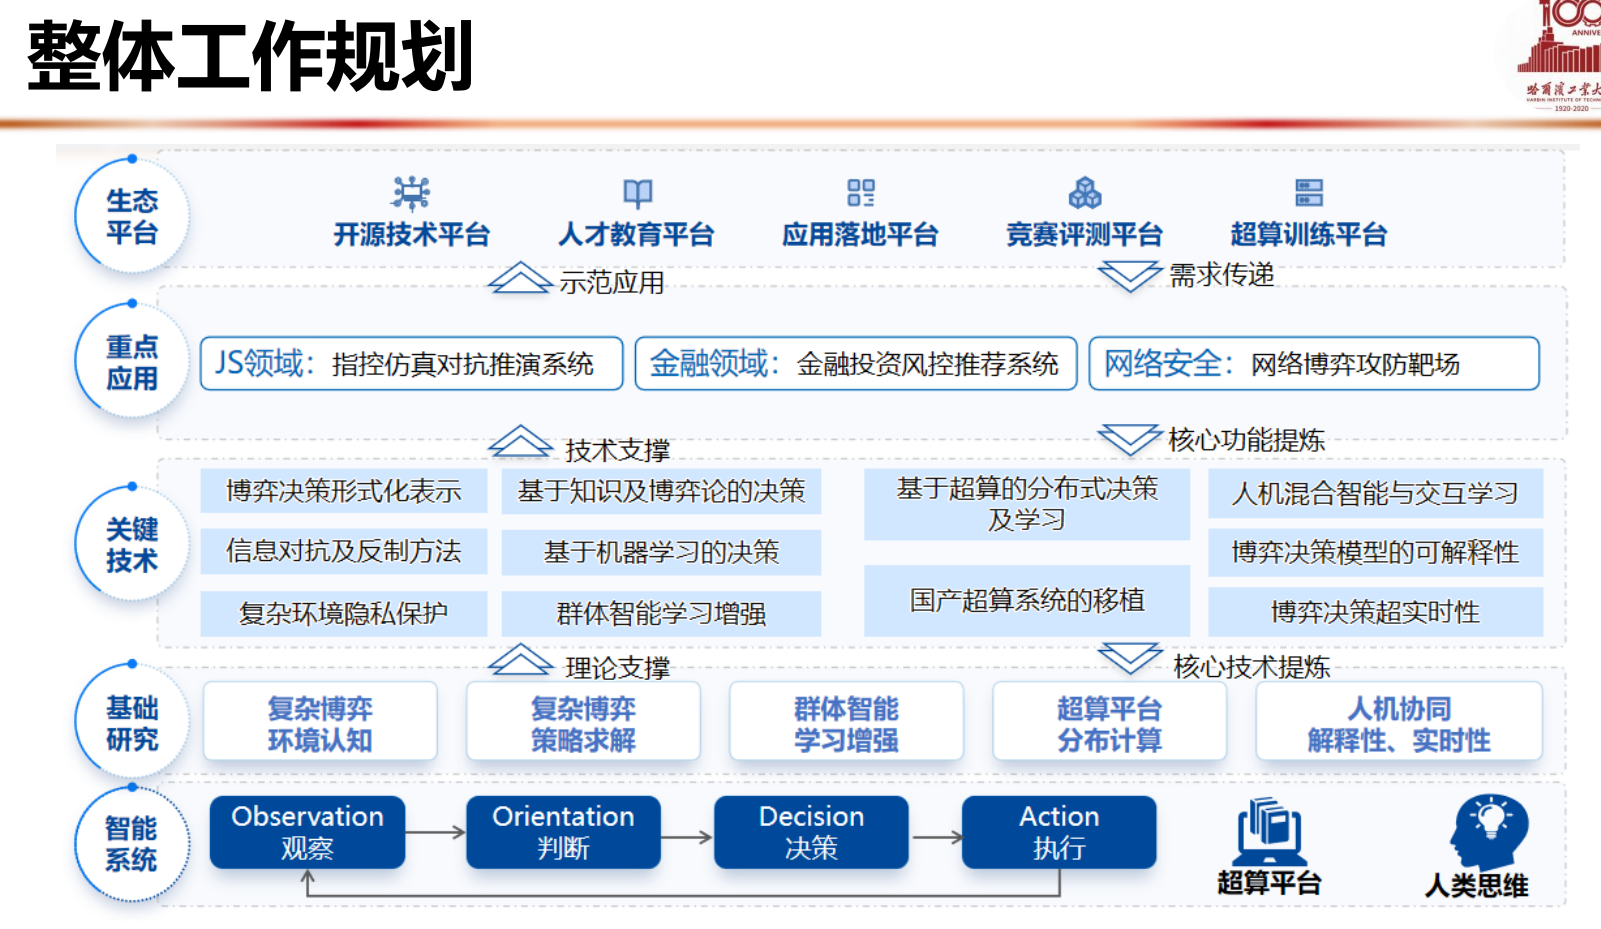 整体工作规划
ANNIVE
哈尔滨工业大
HARBIN INSTITUTE OF TECHN
1920-2020
生态
平台
开源技术平台
人才教育平台
应用落地平台
竞赛评测平台
超算训练平台
示范应用
需求传递
重点
应用
JS领域：指控仿真对抗推演系统
金融领域：金融投资风控推荐系统
网络安全：网络博弈攻防靶场
技术支撑
核心功能提炼
关键
技术
博弈决策形式化表示
信息对抗及反制方法
复杂环境隐私保护
基于知识及博弈论的决策
基于机器学习的决策
群体智能学习增强
基于超算的分布式决策
及学习
国产超算系统的移植
人机混合智能与交互学习
博弈决策模型的可解释性
博弈决策超实时性
理论支撑
核心技术提炼
基础
研究
复杂博弈
环境认知
复杂博弈
策略求解
群体智能
学习增强
超算平台
分布计算
人机协同
解释性、实时性
智能
系统
Observation
观察
Orientation
判断
Decision
决策
Action
执行
超算平台
人类思维